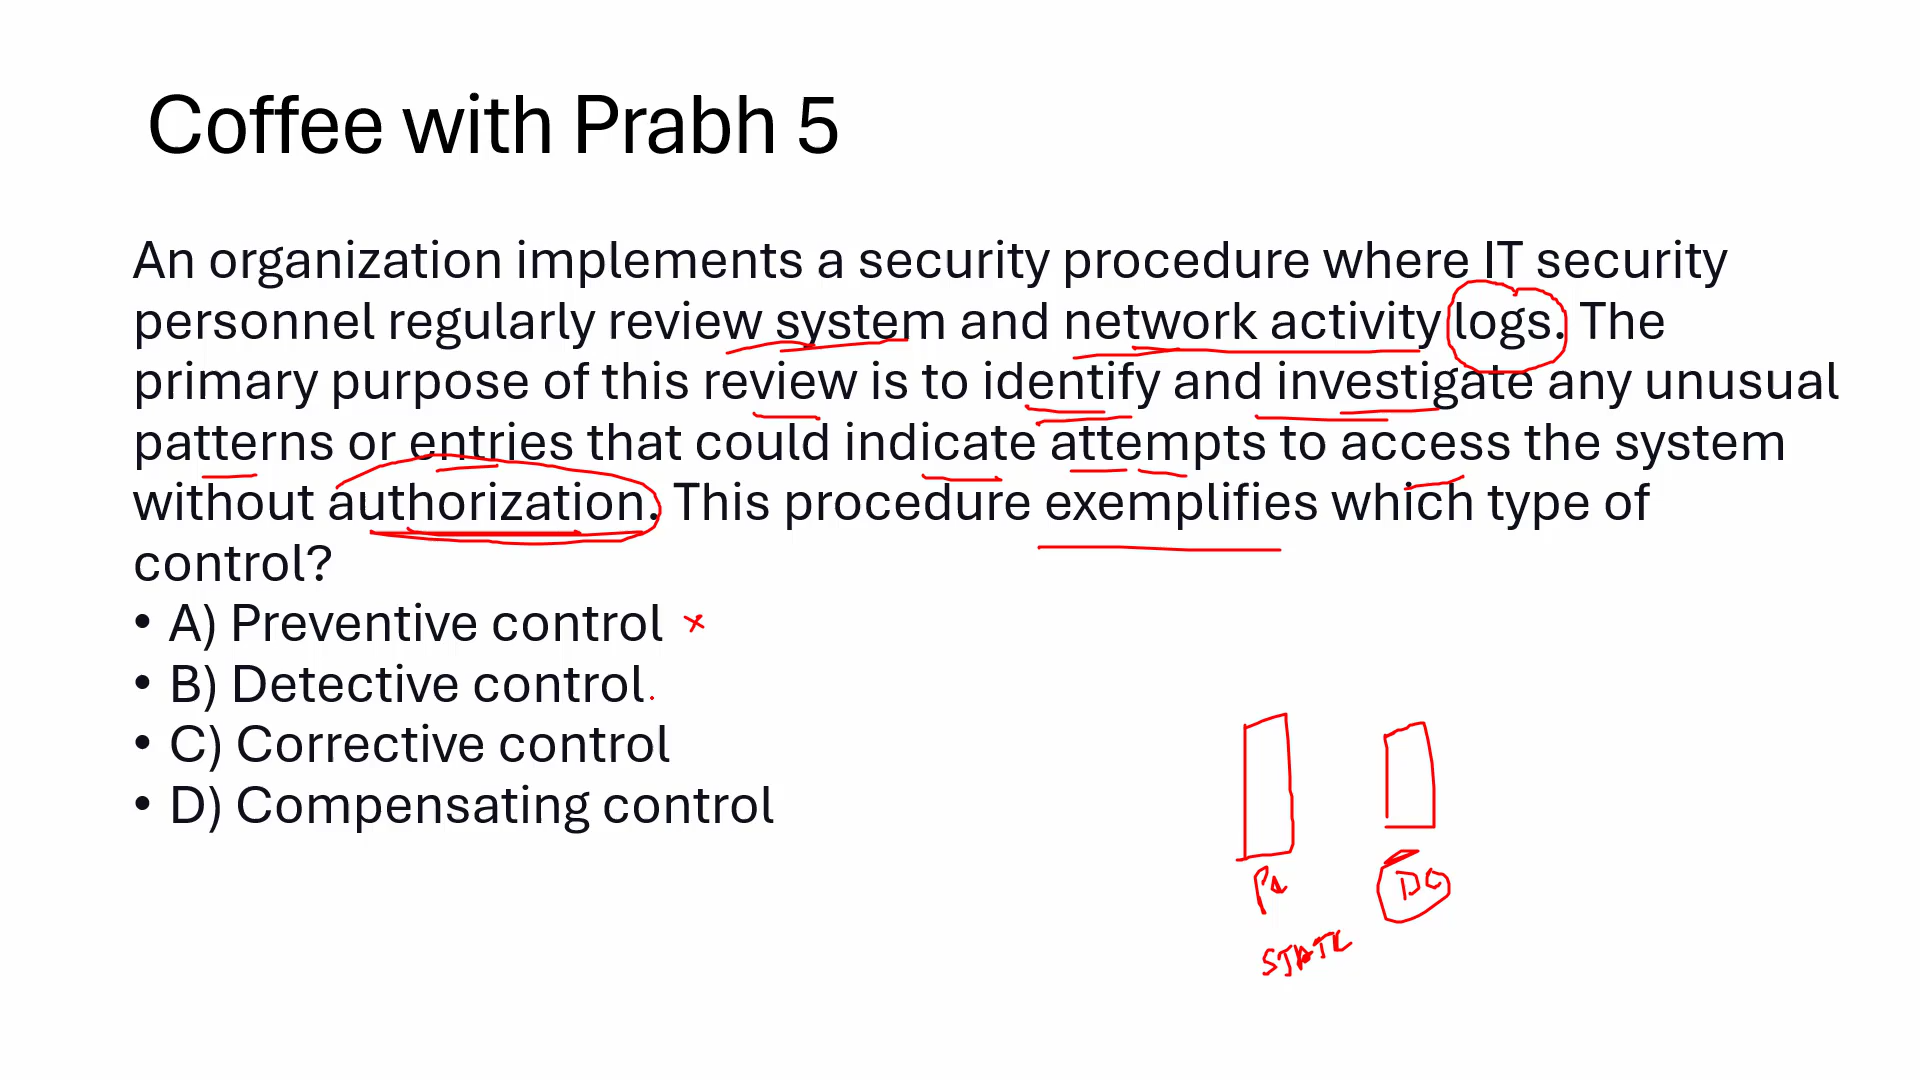 Coffee with Prabh 5
An organization implements a security procedure where IT security
personnel regularly review system and network activity logs. The
primary purpose of this review is to identify and investigate any unusual
patterns or entries that could indicate attempts to access the system
without authorization. This procedure exemplifies which type of
control?
• A) Preventive control
• B) Detective control
• C) Corrective control
• D) Compensating control
DC